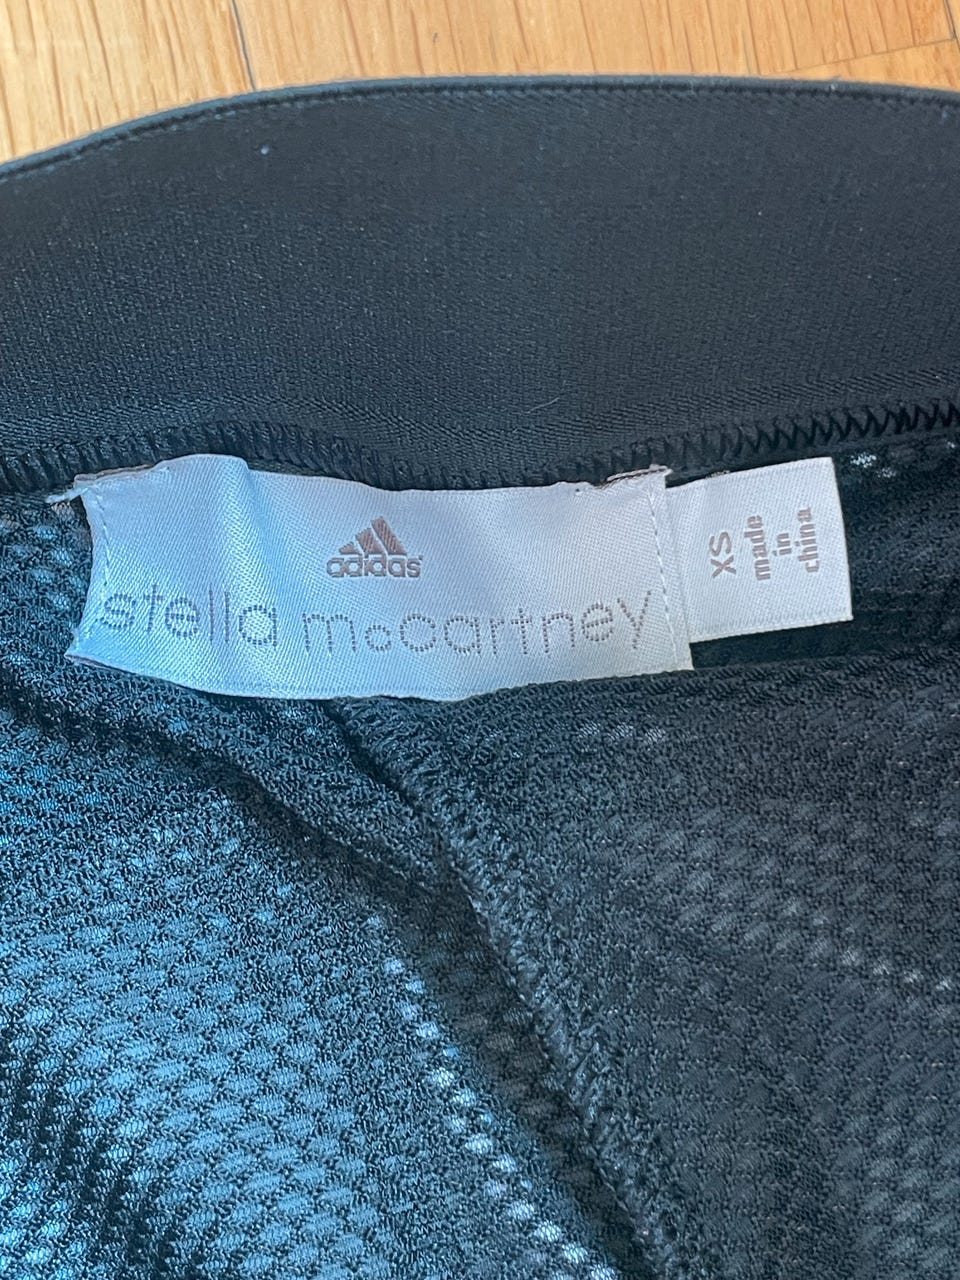 adidas
stella mccartney
XS
made
in
china